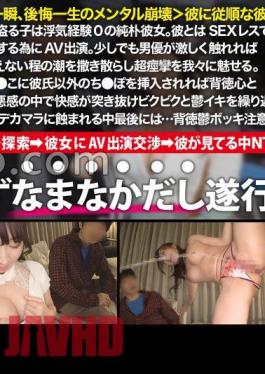 一瞬、後悔一生のメンタル崩壊＞彼に従順な彼
盗る子は浮気経験０の純朴彼女。彼とは SEXレスで
AV出演。少しでも男優が激しく触れれば
えない程の潮を撒き散らし超痙攣を我々に魅せる。
●こに彼氏以外のち●ぽを挿入されれば背徳心と
悪感の中で快感が突き抜けビクビクと鬱イキを繰り返
デカマラに蝕まれる中最後には…背徳鬱ボッキ注意
探索➡彼女にAV出演交渉➡彼が見てる中NT
ずなまなかだし遂行
JAVHD